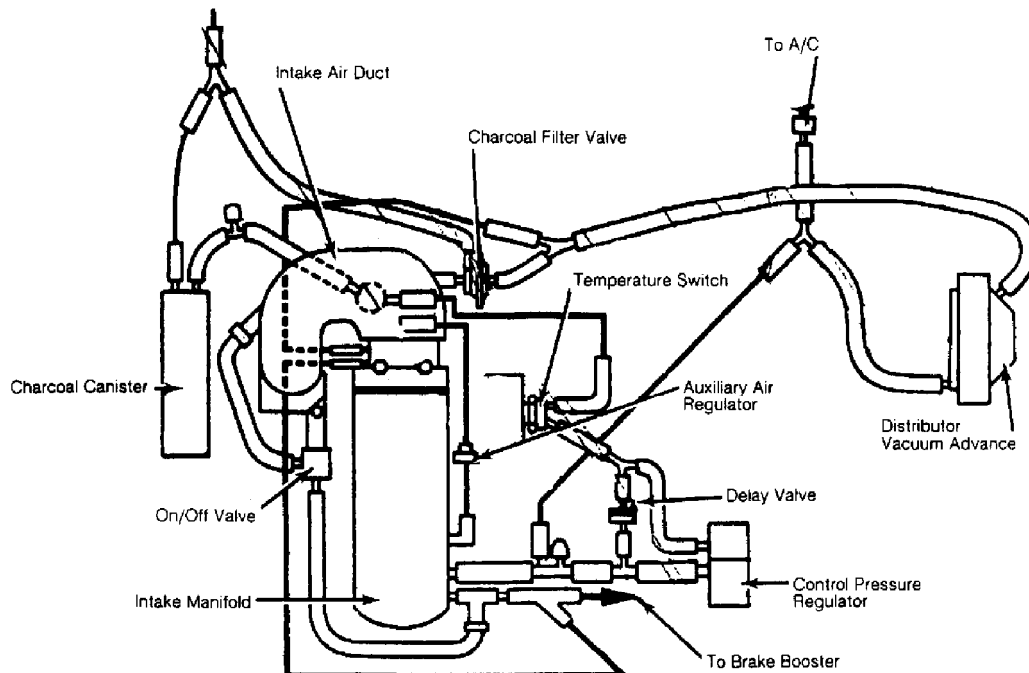 To A/C
Intake Air Duct
Charcoal Filter Valve
Temperature Switch
Charcoal Canister
Auxiliary Air
Regulator
Distributor
Vacuum Advance
Delay Valve
On/Off Valve
Control Pressure
Regulator
Intake Manifold
To Brake Booster